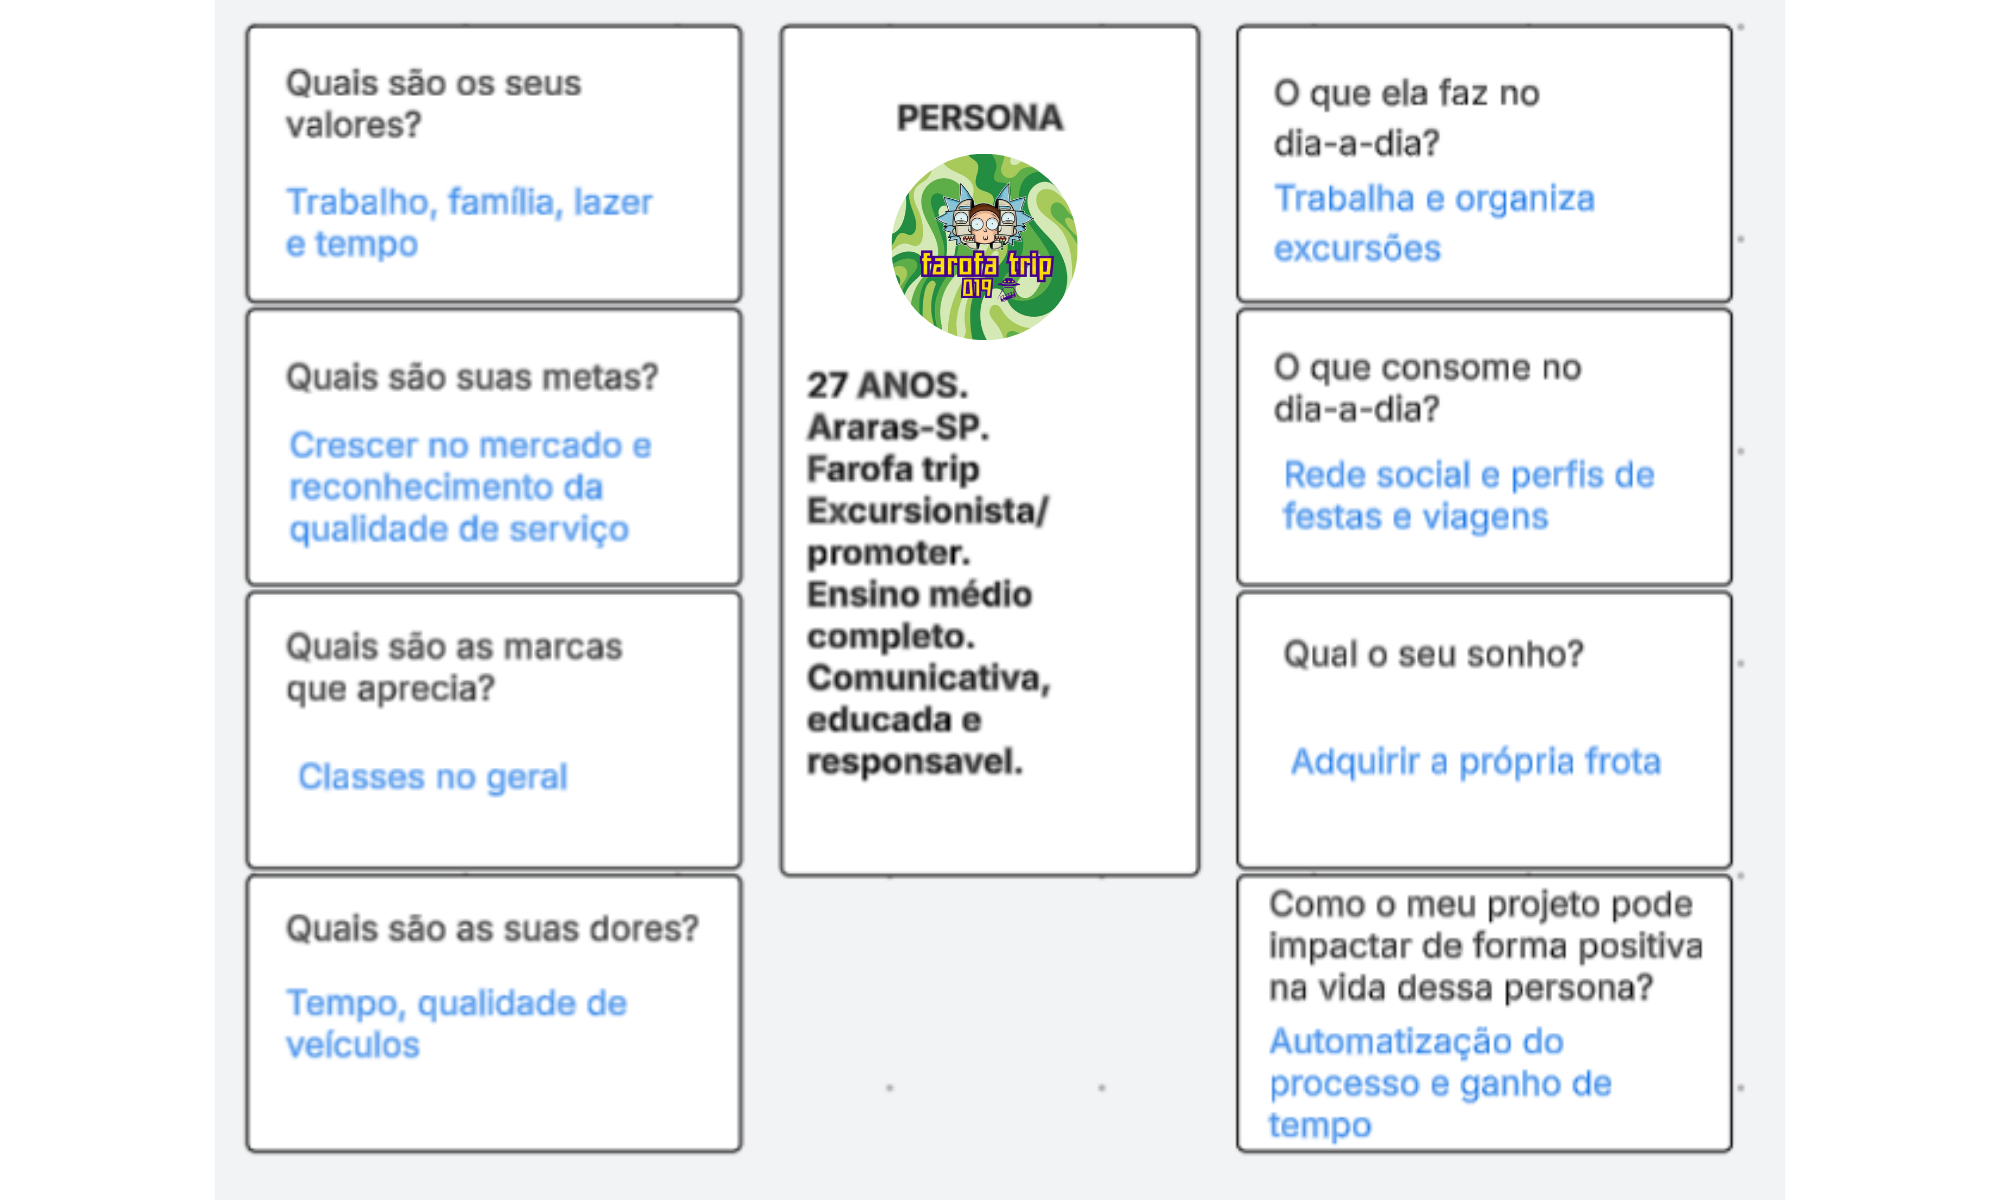 Quais são os seus
valores?
Trabalho, família, lazer
e tempo
Quais são suas metas?
Crescer no mercado e
reconhecimento da
qualidade de serviço
Quais são as marcas
que aprecia?
Classes no geral
Quais são as suas dores?
Tempo, qualidade de
veículos
PERSONA
farofa trip
019
27 ANOS.
Araras-SP.
Farofa trip
Excursionista/
promoter.
Ensino médio
completo.
Comunicativa,
educada e
responsavel.
O que ela faz no
dia-a-dia?
Trabalha e organiza
excursões
O que consome no
dia-a-dia?
Rede social e perfis de
festas e viagens
Qual o seu sonho?
Adquirir a própria frota
Como o meu projeto pode
impactar de forma positiva
na vida dessa persona?
Automatização do
processo e ganho de
tempo